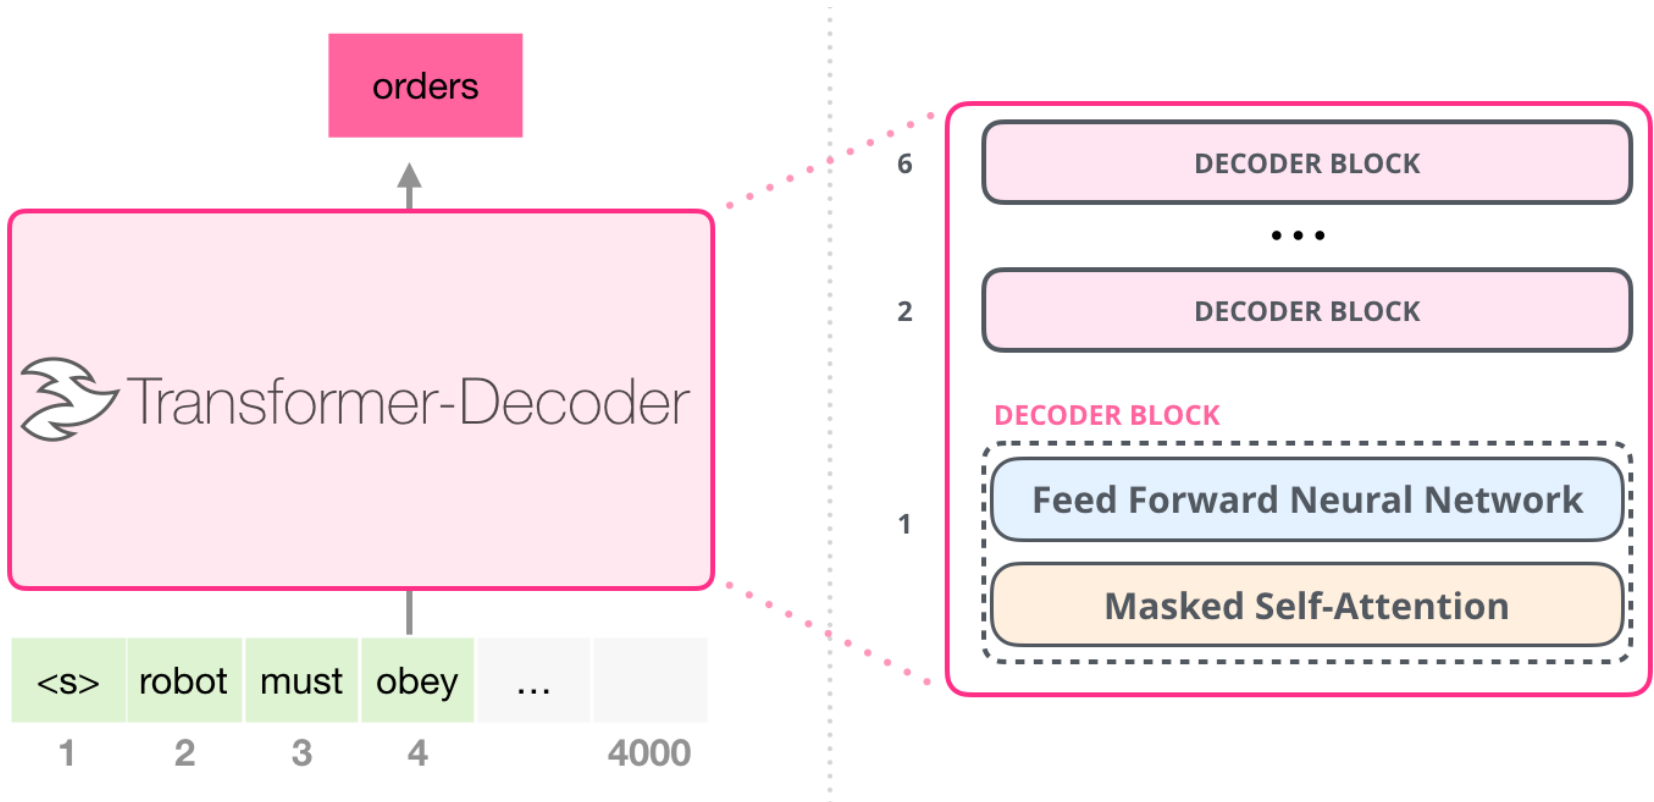 orders
Transformer-Decoder
<s> robot must obey ...
1 2 3 4 4000
6 DECODER BLOCK
...
2 DECODER BLOCK
DECODER BLOCK
1
Feed Forward Neural Network
Masked Self-Attention